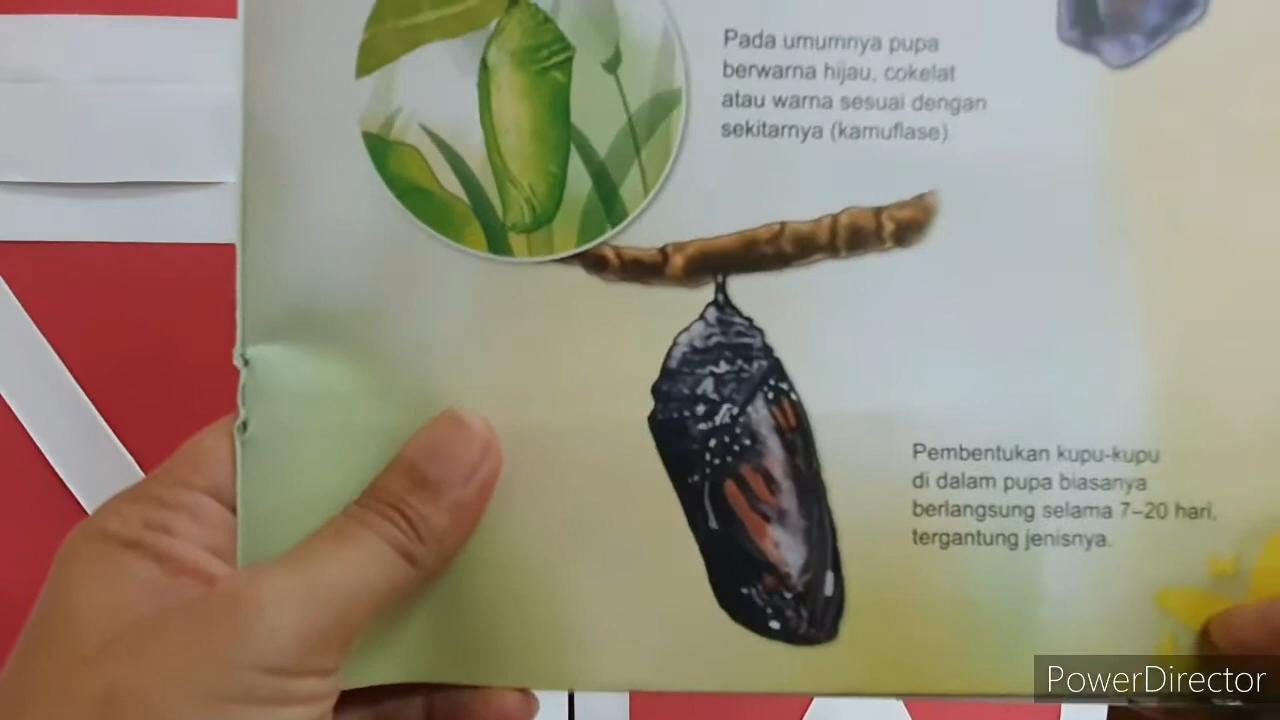 Pada umumnya pupa
berwarna hijau, cokelat
atau warna sesuai dengan
sekitarnya (kamuflase)
Pembentukan kupu-kupu
di dalam pupa biasanya
berlangsung selama 7–20 hari,
tergantung jenisnya.
PowerDirector